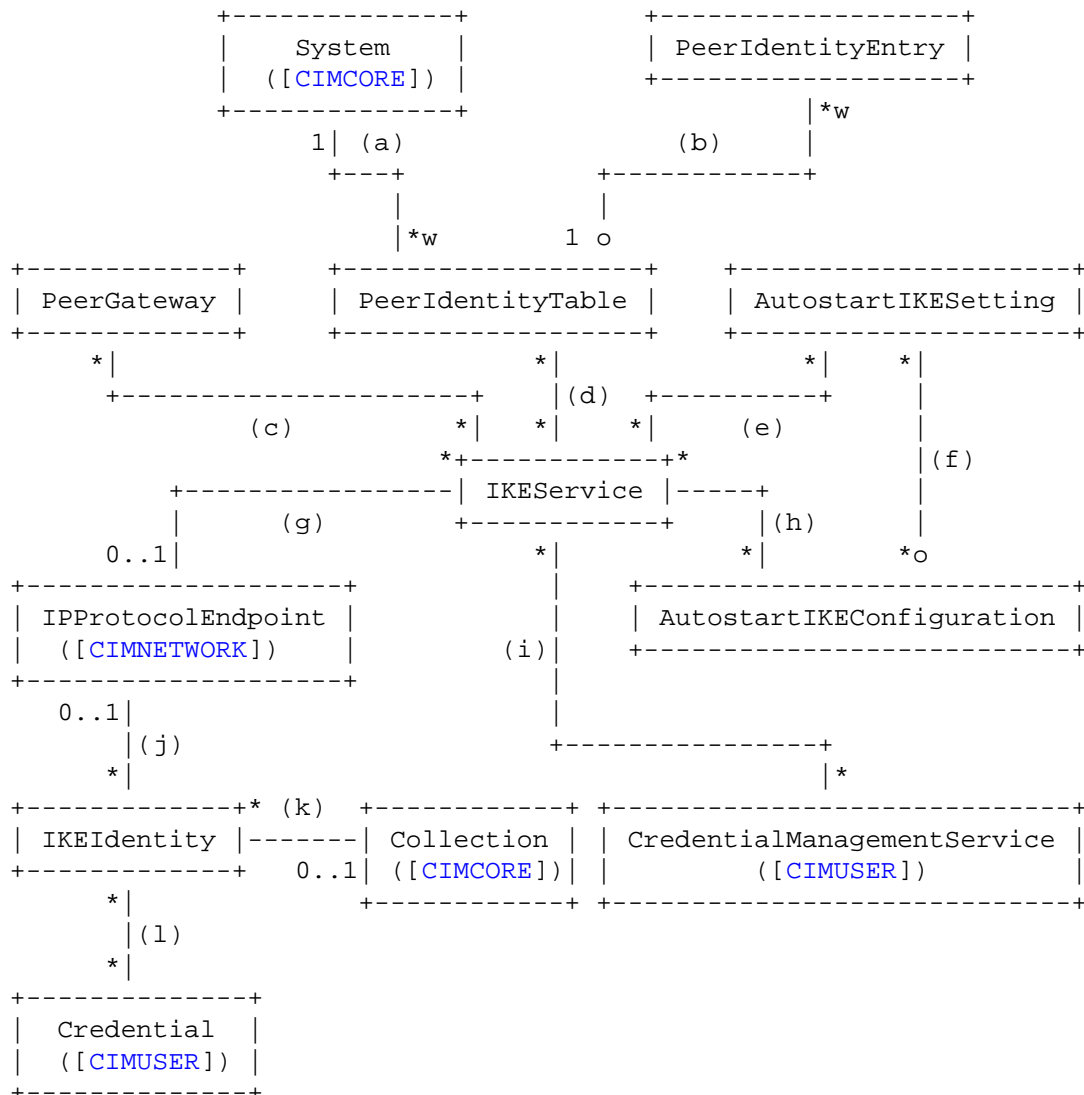 +--------------+            +-------------------+
             |    System    |            | PeerIdentityEntry |
             |  ([CIMCORE]) |            +-------------------+
             +--------------+                      |*w
                  1| (a)                 (b)       |
                   +---+            +------------+
                       |            |
                       |*w        1 o
+-------------+     +-------------------+    +---------------------+
| PeerGateway |     | PeerIdentityTable |    | AutostartIKESetting |
+-------------+     +-------------------+    +---------------------+
     *|                          *|               *|    *|
      +----------------------+    |(d)  +----------+     |
              (c)           *|   *|    *|     (e)        |
                          *+------------+*               |(f)
          +-----------------| IKEService |-----+         |
          |      (g)        +------------+     |(h)      |
      0..1|                      *|           *|        *o
+--------------------+            |    +---------------------------+
| IPProtocolEndpoint |            |    | AutostartIKEConfiguration |
|   ([CIMNETWORK])   |         (i)|    +---------------------------+
+--------------------+            |
   0..1|                          |
       |(j)                       +----------------+
      *|                                           |*
+-------------+* (k)   +------------+ +-----------------------------+
| IKEIdentity |-------| Collection | | CredentialManagementService |
+-------------+   0..1| ([CIMCORE])| |         ([CIMUSER])         |
      *|              +------------+ +-----------------------------+
       |(l)
      *|
+--------------+
|  Credential  |
|  ([CIMUSER]) |
+--------------+